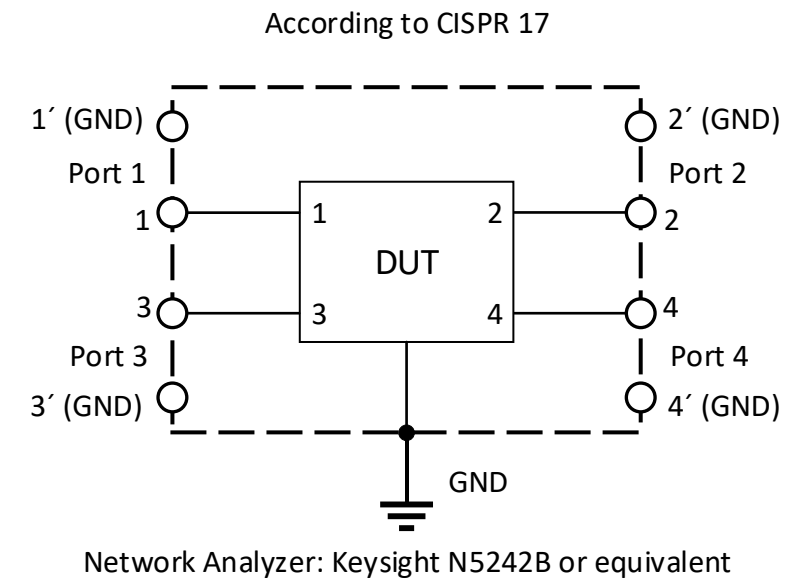 According to CISPR 17
1´ (GND)
2´ (GND)
Port 1
Port 2
1
1
2
2
DUT
3
3
4
4
Port 3
Port 4
3´ (GND)
4´ (GND)
GND
Network Analyzer: Keysight N5242B or equivalent